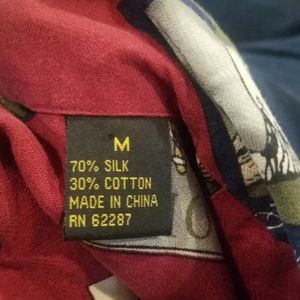 M
70% SILK
30% COTTON
MADE IN CHINA
RN 62287